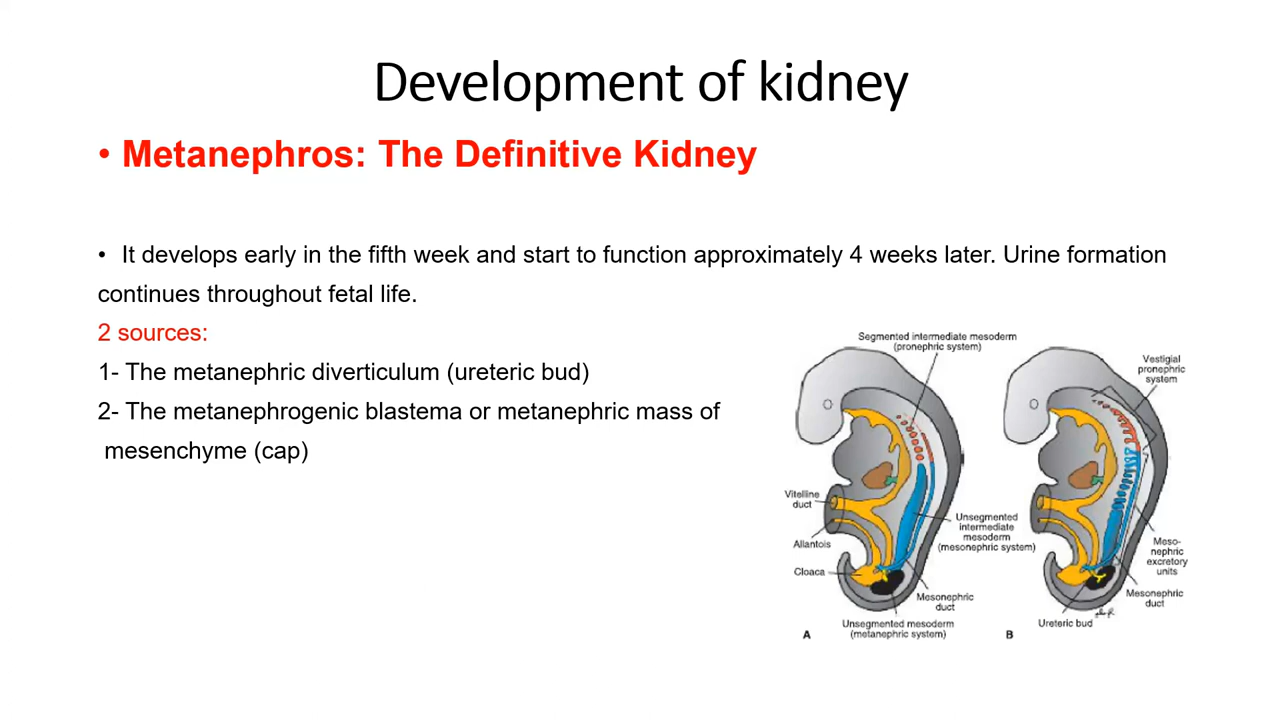 Development of kidney
• Metanephros: The Definitive Kidney
• It develops early in the fifth week and start to function approximately 4 weeks later. Urine formation
continues throughout fetal life.
2 sources:
1- The metanephric diverticulum (ureteric bud)
2- The metanephrogenic blastema or metanephric mass of
mesenchyme (cap)
Segmented intermediate mesoderm
(pronephric system)
Vitelline
duct
Allantois
Cloaca
Unsegmented
intermediate
mesoderm
(mesonephric system)
Mesonephric
duct
Unsegmented mesoderm
(metanephric system)
A
Vestigial
pronephric
system
Meso-
nephric
excretory
units
Mesonephric
duct
Ureteric bud
B